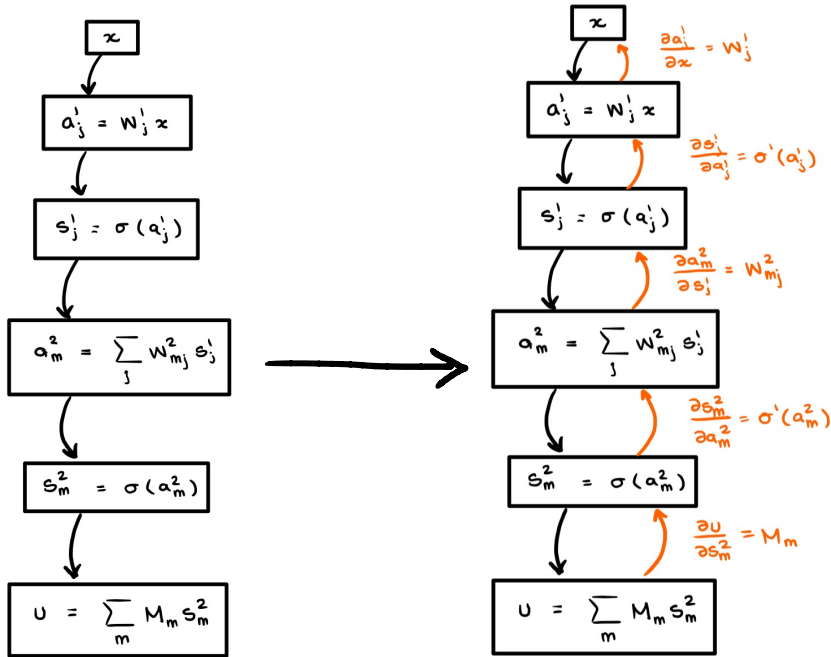 x
a¹ⱼ = W¹ⱼ x
s¹ⱼ = σ(a¹ⱼ)
a²ₘ = ∑ⱼ W²ₘⱼ s¹ⱼ
s²ₘ = σ(a²ₘ)
U = ∑ₘ Mₘ s²ₘ
x
∂a¹ⱼ/∂x = W¹ⱼ
a¹ⱼ = W¹ⱼ x
∂s¹ⱼ/∂a¹ⱼ = σ'(a¹ⱼ)
s¹ⱼ = σ(a¹ⱼ)
∂a²ₘ/∂s¹ⱼ = W²ₘⱼ
a²ₘ = ∑ⱼ W²ₘⱼ s¹ⱼ
∂s²ₘ/∂a²ₘ = σ'(a²ₘ)
s²ₘ = σ(a²ₘ)
∂U/∂s²ₘ = Mₘ
U = ∑ₘ Mₘ s²ₘ